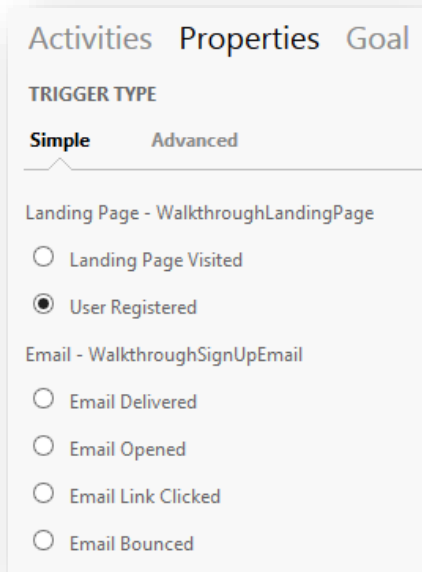 Activities Properties Goal
TRIGGER TYPE
Simple Advanced
Landing Page - WalkthroughLandingPage
Landing Page Visited
User Registered
Email - WalkthroughSignUpEmail
Email Delivered
Email Opened
Email Link Clicked
Email Bounced